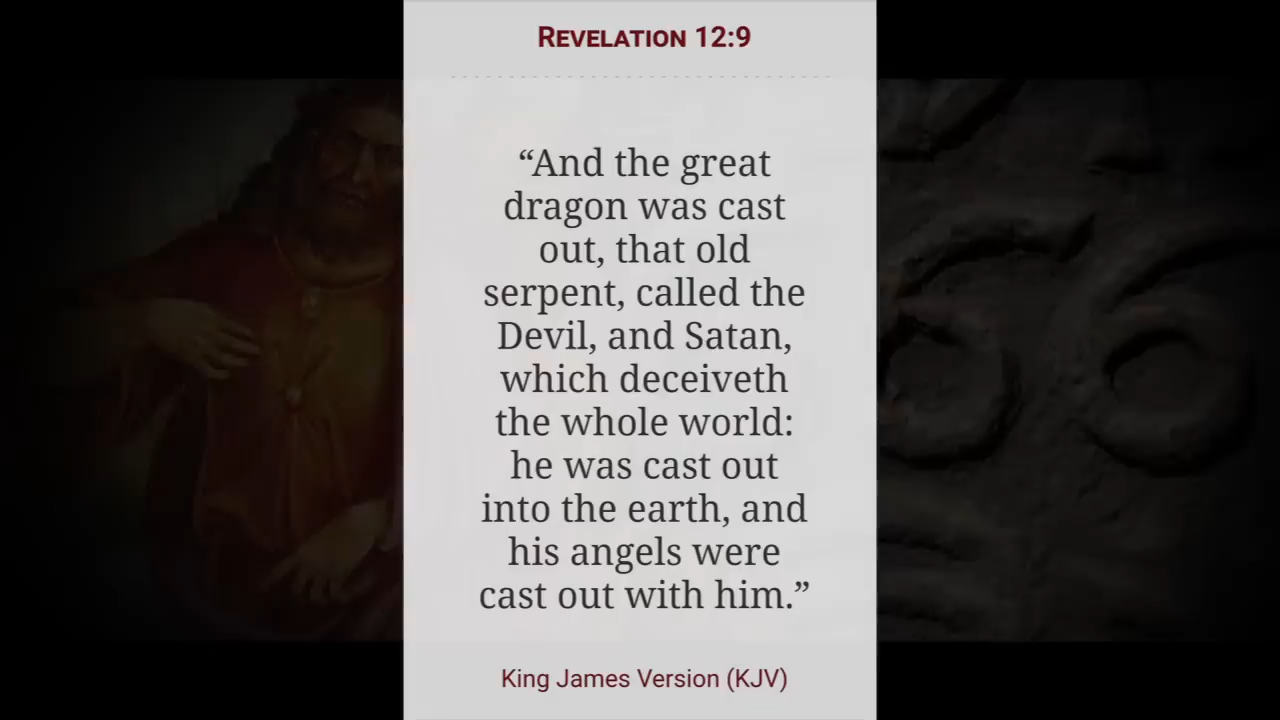 REVELATION 12:9
“And the great
dragon was cast
out, that old
serpent, called the
Devil, and Satan,
which deceiveth
the whole world:
he was cast out
into the earth, and
his angels were
cast out with him.”
King James Version (KJV)